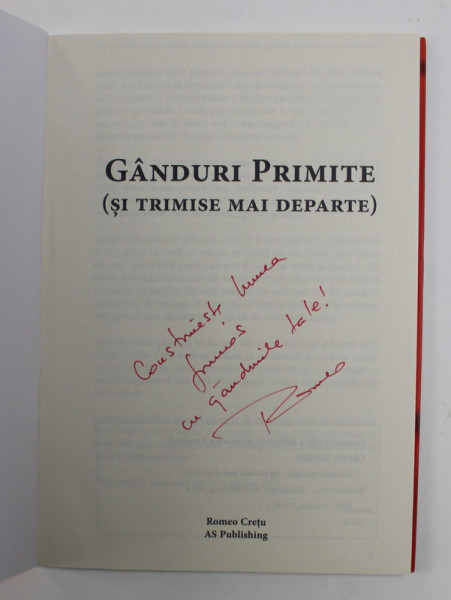 GÂNDURI PRIMITE
(ȘI TRIMISE MAI DEPARTE)
Construiește lumea
frumos
cu gândurile tale!
Romeo
Romeo Crețu
AS Publishing